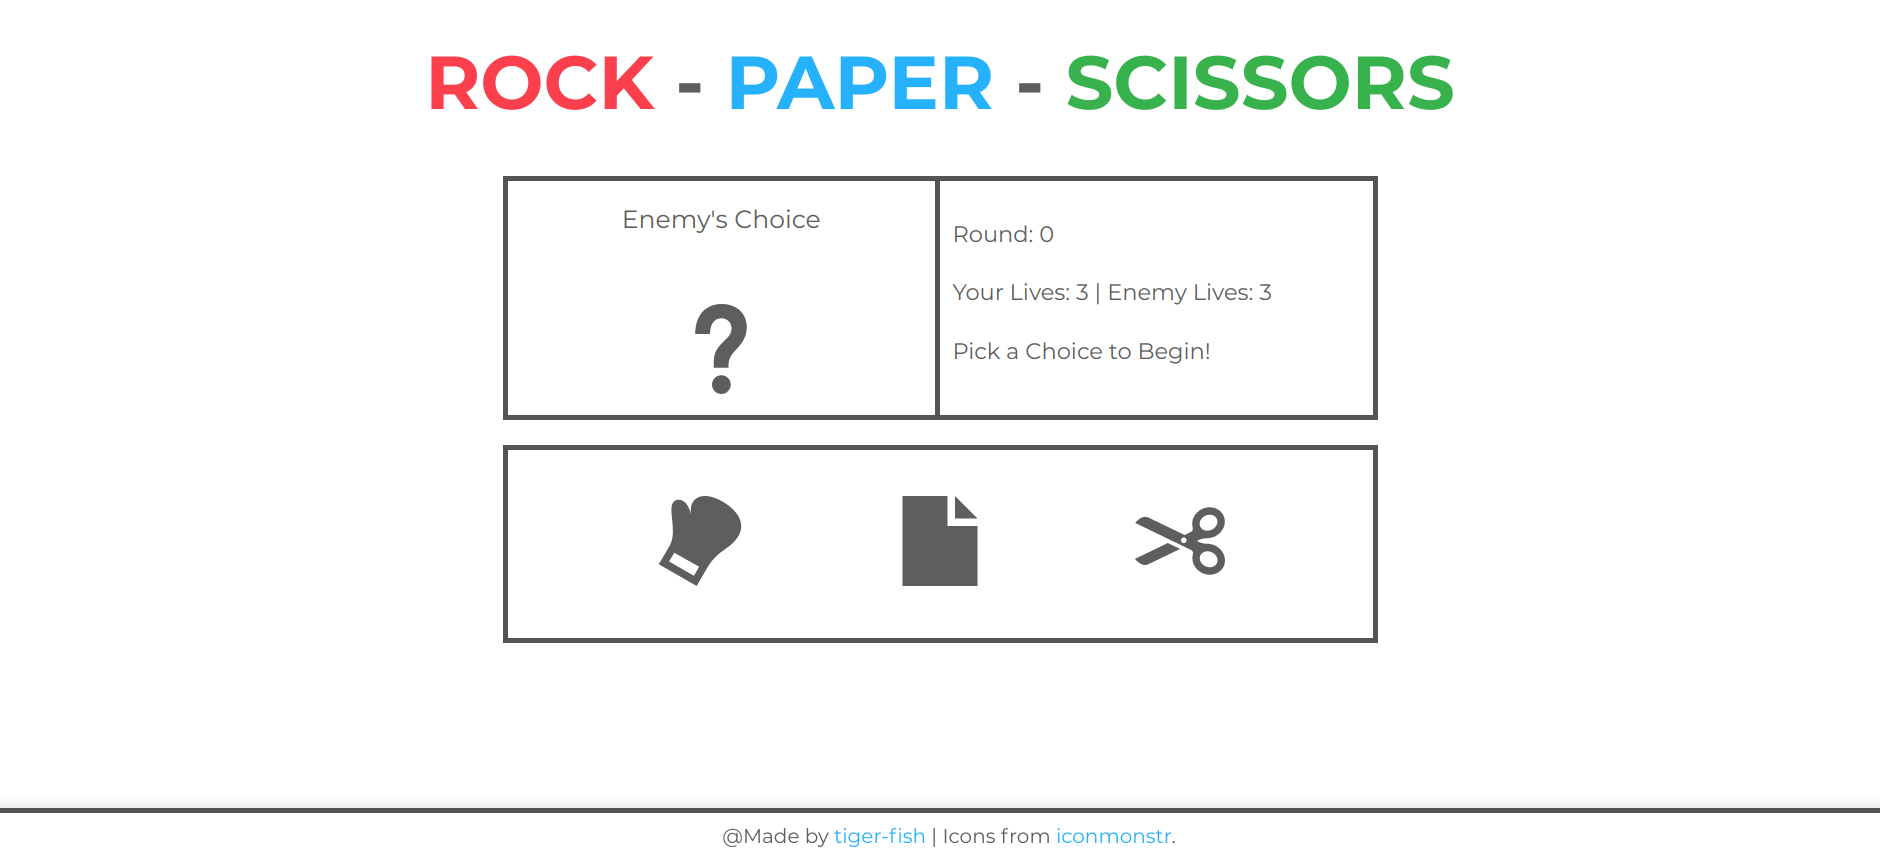 ROCK - PAPER - SCISSORS
Enemy's Choice
?
Round: 0
Your Lives: 3 | Enemy Lives: 3
Pick a Choice to Begin!
@Made by tiger-fish | Icons from iconmonstr.